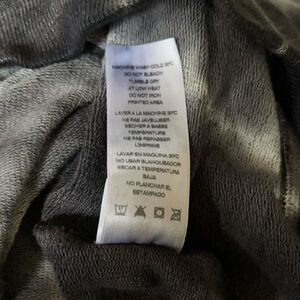 MACHINE WASH COLD 30°C
DO NOT BLEACH
TUMBLE DRY
AT LOW HEAT
DO NOT IRON
PRINTED AREA
LAVER A LA MACHINE 30°C
NE PAS JAVELLISER
SECHER A BASSE
TEMPERATURE
NE PAS REPASSER
L'IMPRIME
LAVAR EN MAQUINA 30°C
NO USAR BLANQUEADOR
SECAR A TEMPERATURA
BAJA
NO PLANCHAR EL
ESTAMPADO